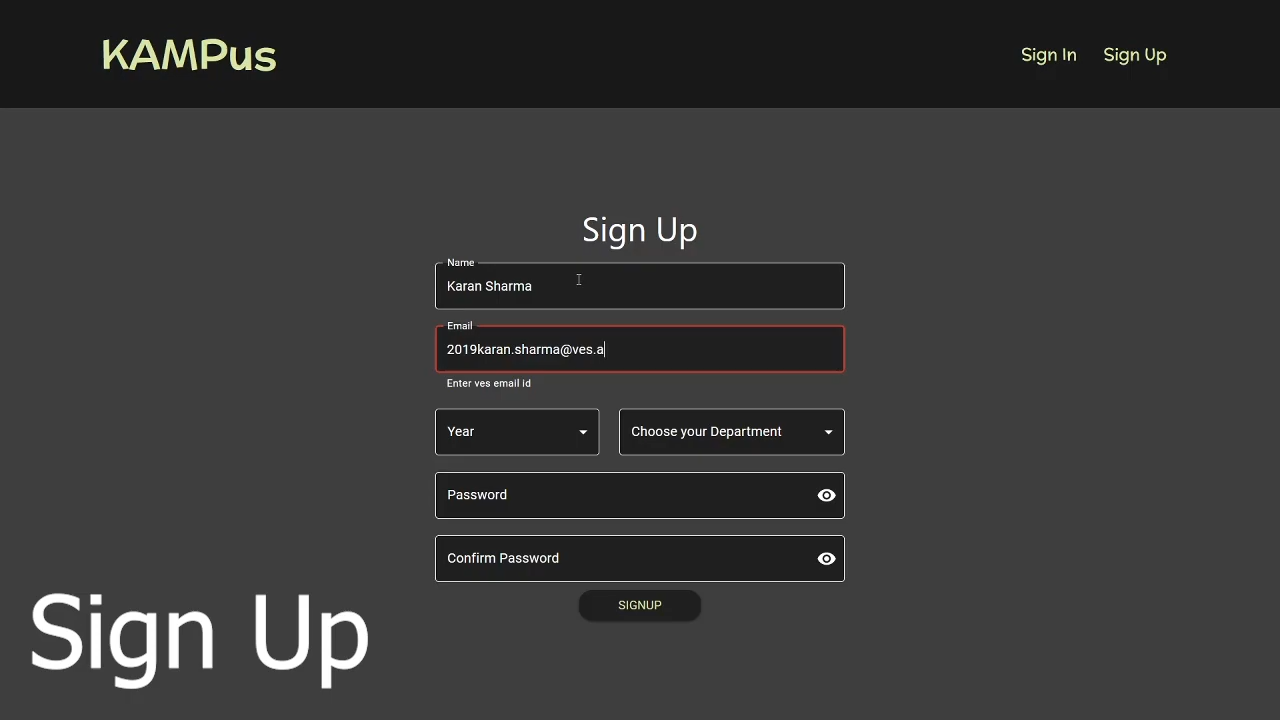 KAMPus
Sign In
Sign Up
Sign Up
Name
Karan Sharma
Email
2019karan.sharma@ves.a
Enter ves email id
Year
Choose your Department
Password
Confirm Password
SIGNUP
Sign Up